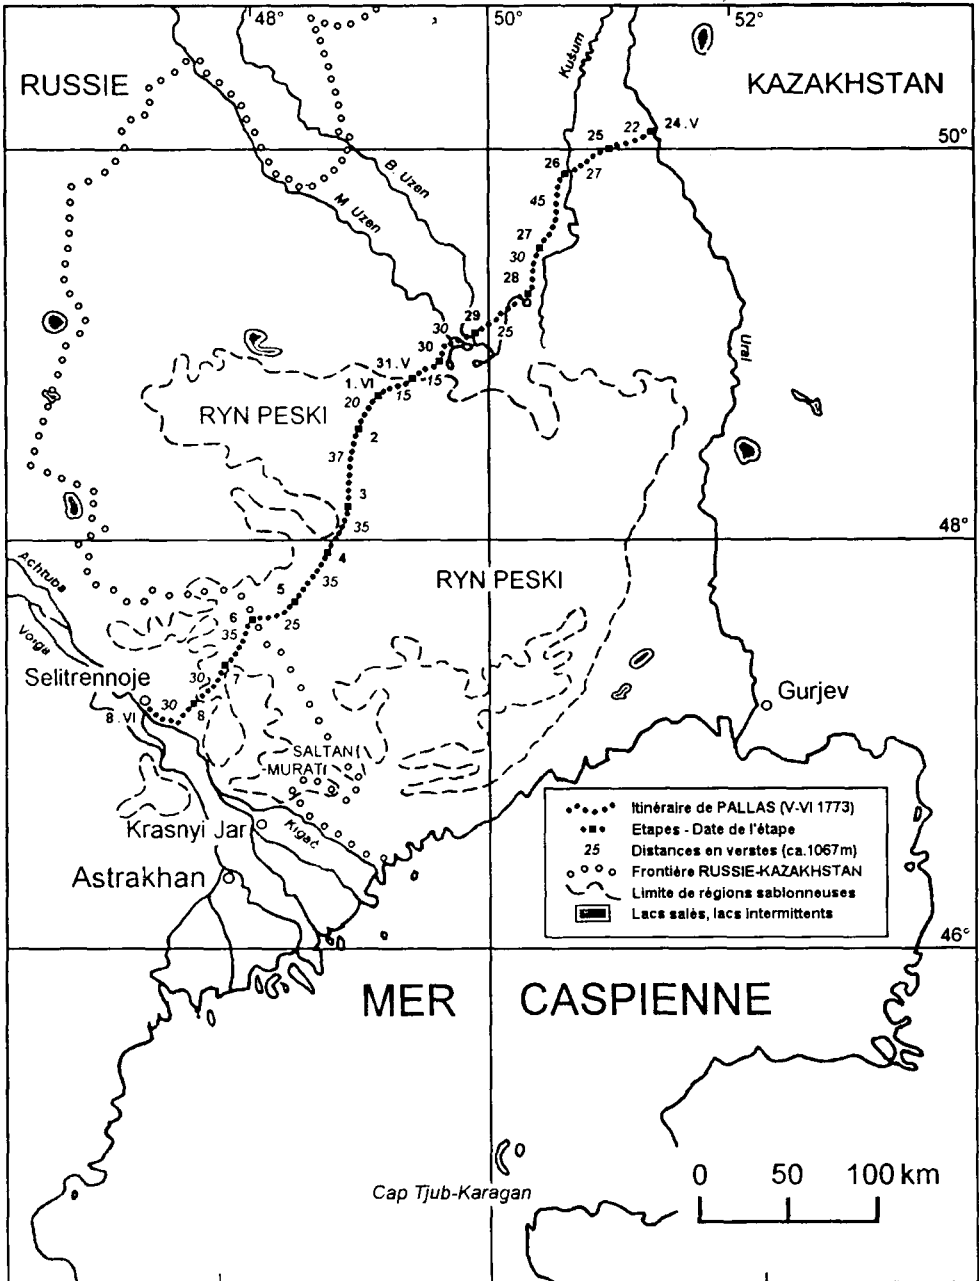 48°
50°
52°
RUSSIE
KAZAKHSTAN
Kušum
22
24.V
25
50°
27
26
45
B. Uzen
M. Uzen
27
30
28
29
30
25
30
Ural
31.V
15
1.VI
15
20
RYN PESKI
2
37
3
35
48°
4
Achtuba
35
RYN PESKI
5
25
6
35
Volga
7
30
Selitrennoje
30
8
8.VI
Gurjev
SALTAN
MURATI
Krasnyi Jar
Kigač
Astrakhan
Itinéraire de PALLAS (V-VI 1773)
Etapes - Date de l'étape
25 Distances en verstes (ca.1067m)
Frontière RUSSIE-KAZAKHSTAN
Limite de régions sablonneuses
Lacs salés, lacs intermittents
46°
MER CASPIENNE
Cap Tjub-Karagan
0 50 100 km